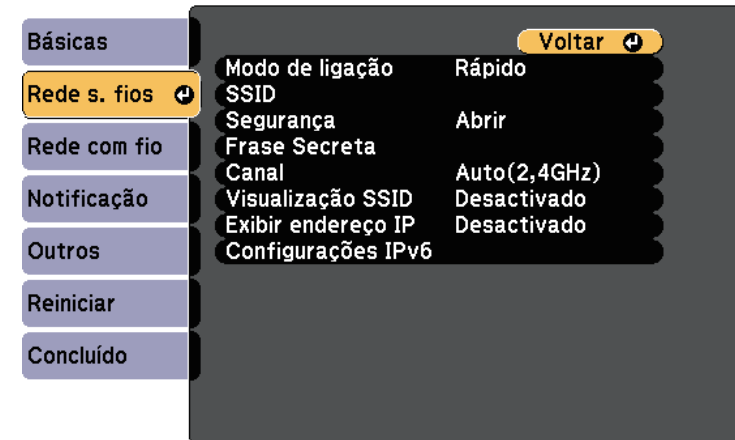 Básicas
Rede s. fios
Rede com fio
Notificação
Outros
Reiniciar
Concluído
Voltar
Modo de ligação Rápido
SSID
Segurança Abrir
Frase Secreta
Canal Auto(2,4GHz)
Visualização SSID Desactivado
Exibir endereço IP Desactivado
Configurações IPv6